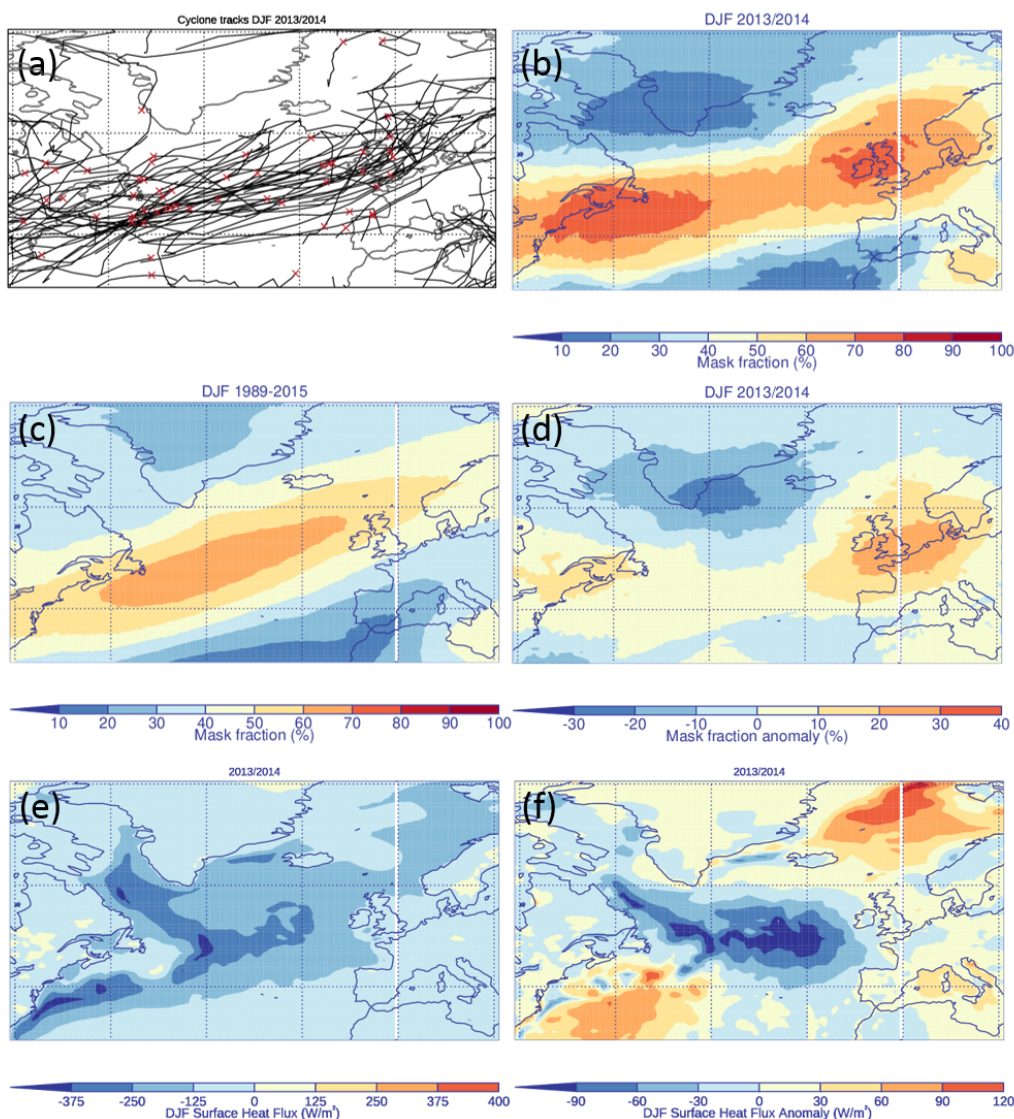 Cyclone tracks DJF 2013/2014
(a)
DJF 2013/2014
(b)
10 20 30 40 50 60 70 80 90 100
Mask fraction (%)
DJF 1989-2015
(c)
10 20 30 40 50 60 70 80 90 100
Mask fraction (%)
DJF 2013/2014
(d)
-30 -20 -10 0 10 20 30 40
Mask fraction anomaly (%)
2013/2014
(e)
-375 -250 -125 0 125 250 375 400
DJF Surface Heat Flux (W/m²)
2013/2014
(f)
-90 -60 -30 0 30 60 90 120
DJF Surface Heat Flux Anomaly (W/m²)